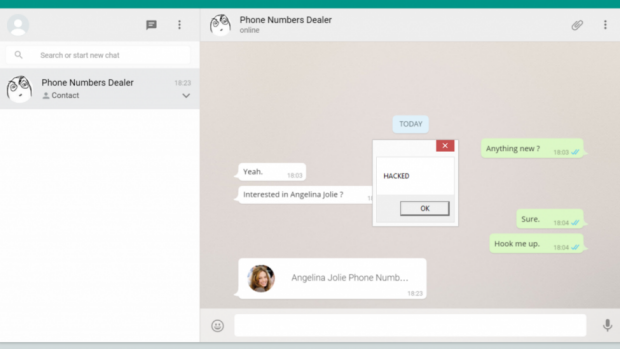 Phone Numbers Dealer
online
Search or start new chat
Phone Numbers Dealer
18:23
Contact
TODAY
Anything new ?
18:03
Yeah.
18:03
Interested in Angelina Jolie ?
HACKED
OK
Sure.
18:04
Hook me up.
18:04
Angelina Jolie Phone Numb...
18:23